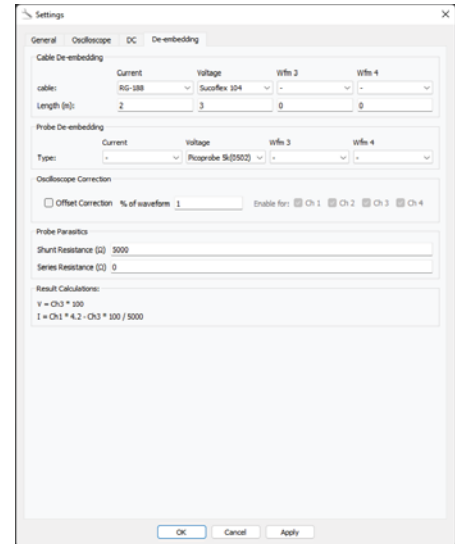 Settings
General Oscilloscope DC De-embedding
Cable De-embedding
Current Voltage Wfm 3 Wfm 4
cable: RG-188 Sucoflex 104 - -
Length (m): 2 3 0 0
Probe De-embedding
Current Voltage Wfm 3 Wfm 4
Type: - Picoprobe 5k(0502) - -
Oscilloscope Correction
Offset Correction % of waveform 1 Enable for: Ch 1 Ch 2 Ch 3 Ch 4
Probe Parasitics
Shunt Resistance (Ω) 5000
Series Resistance (Ω) 0
Result Calculations:
V = Ch3 * 100
I = Ch1 * 4.2 - Ch3 * 100 / 5000
OK Cancel Apply